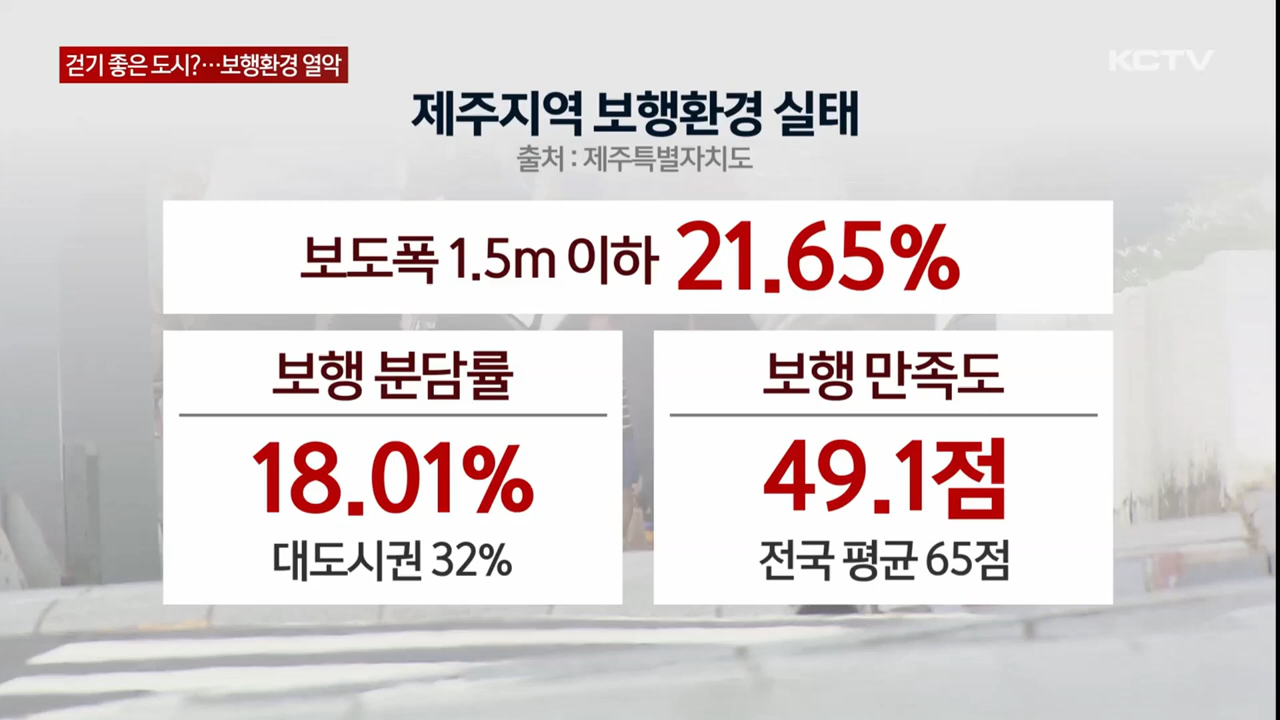 걷기 좋은 도시?…보행환경 열악
KCTV
제주지역 보행환경 실태
출처 : 제주특별자치도
보도폭 1.5m 이하 21.65%
보행 분담률
18.01%
대도시권 32%
보행 만족도
49.1점
전국 평균 65점